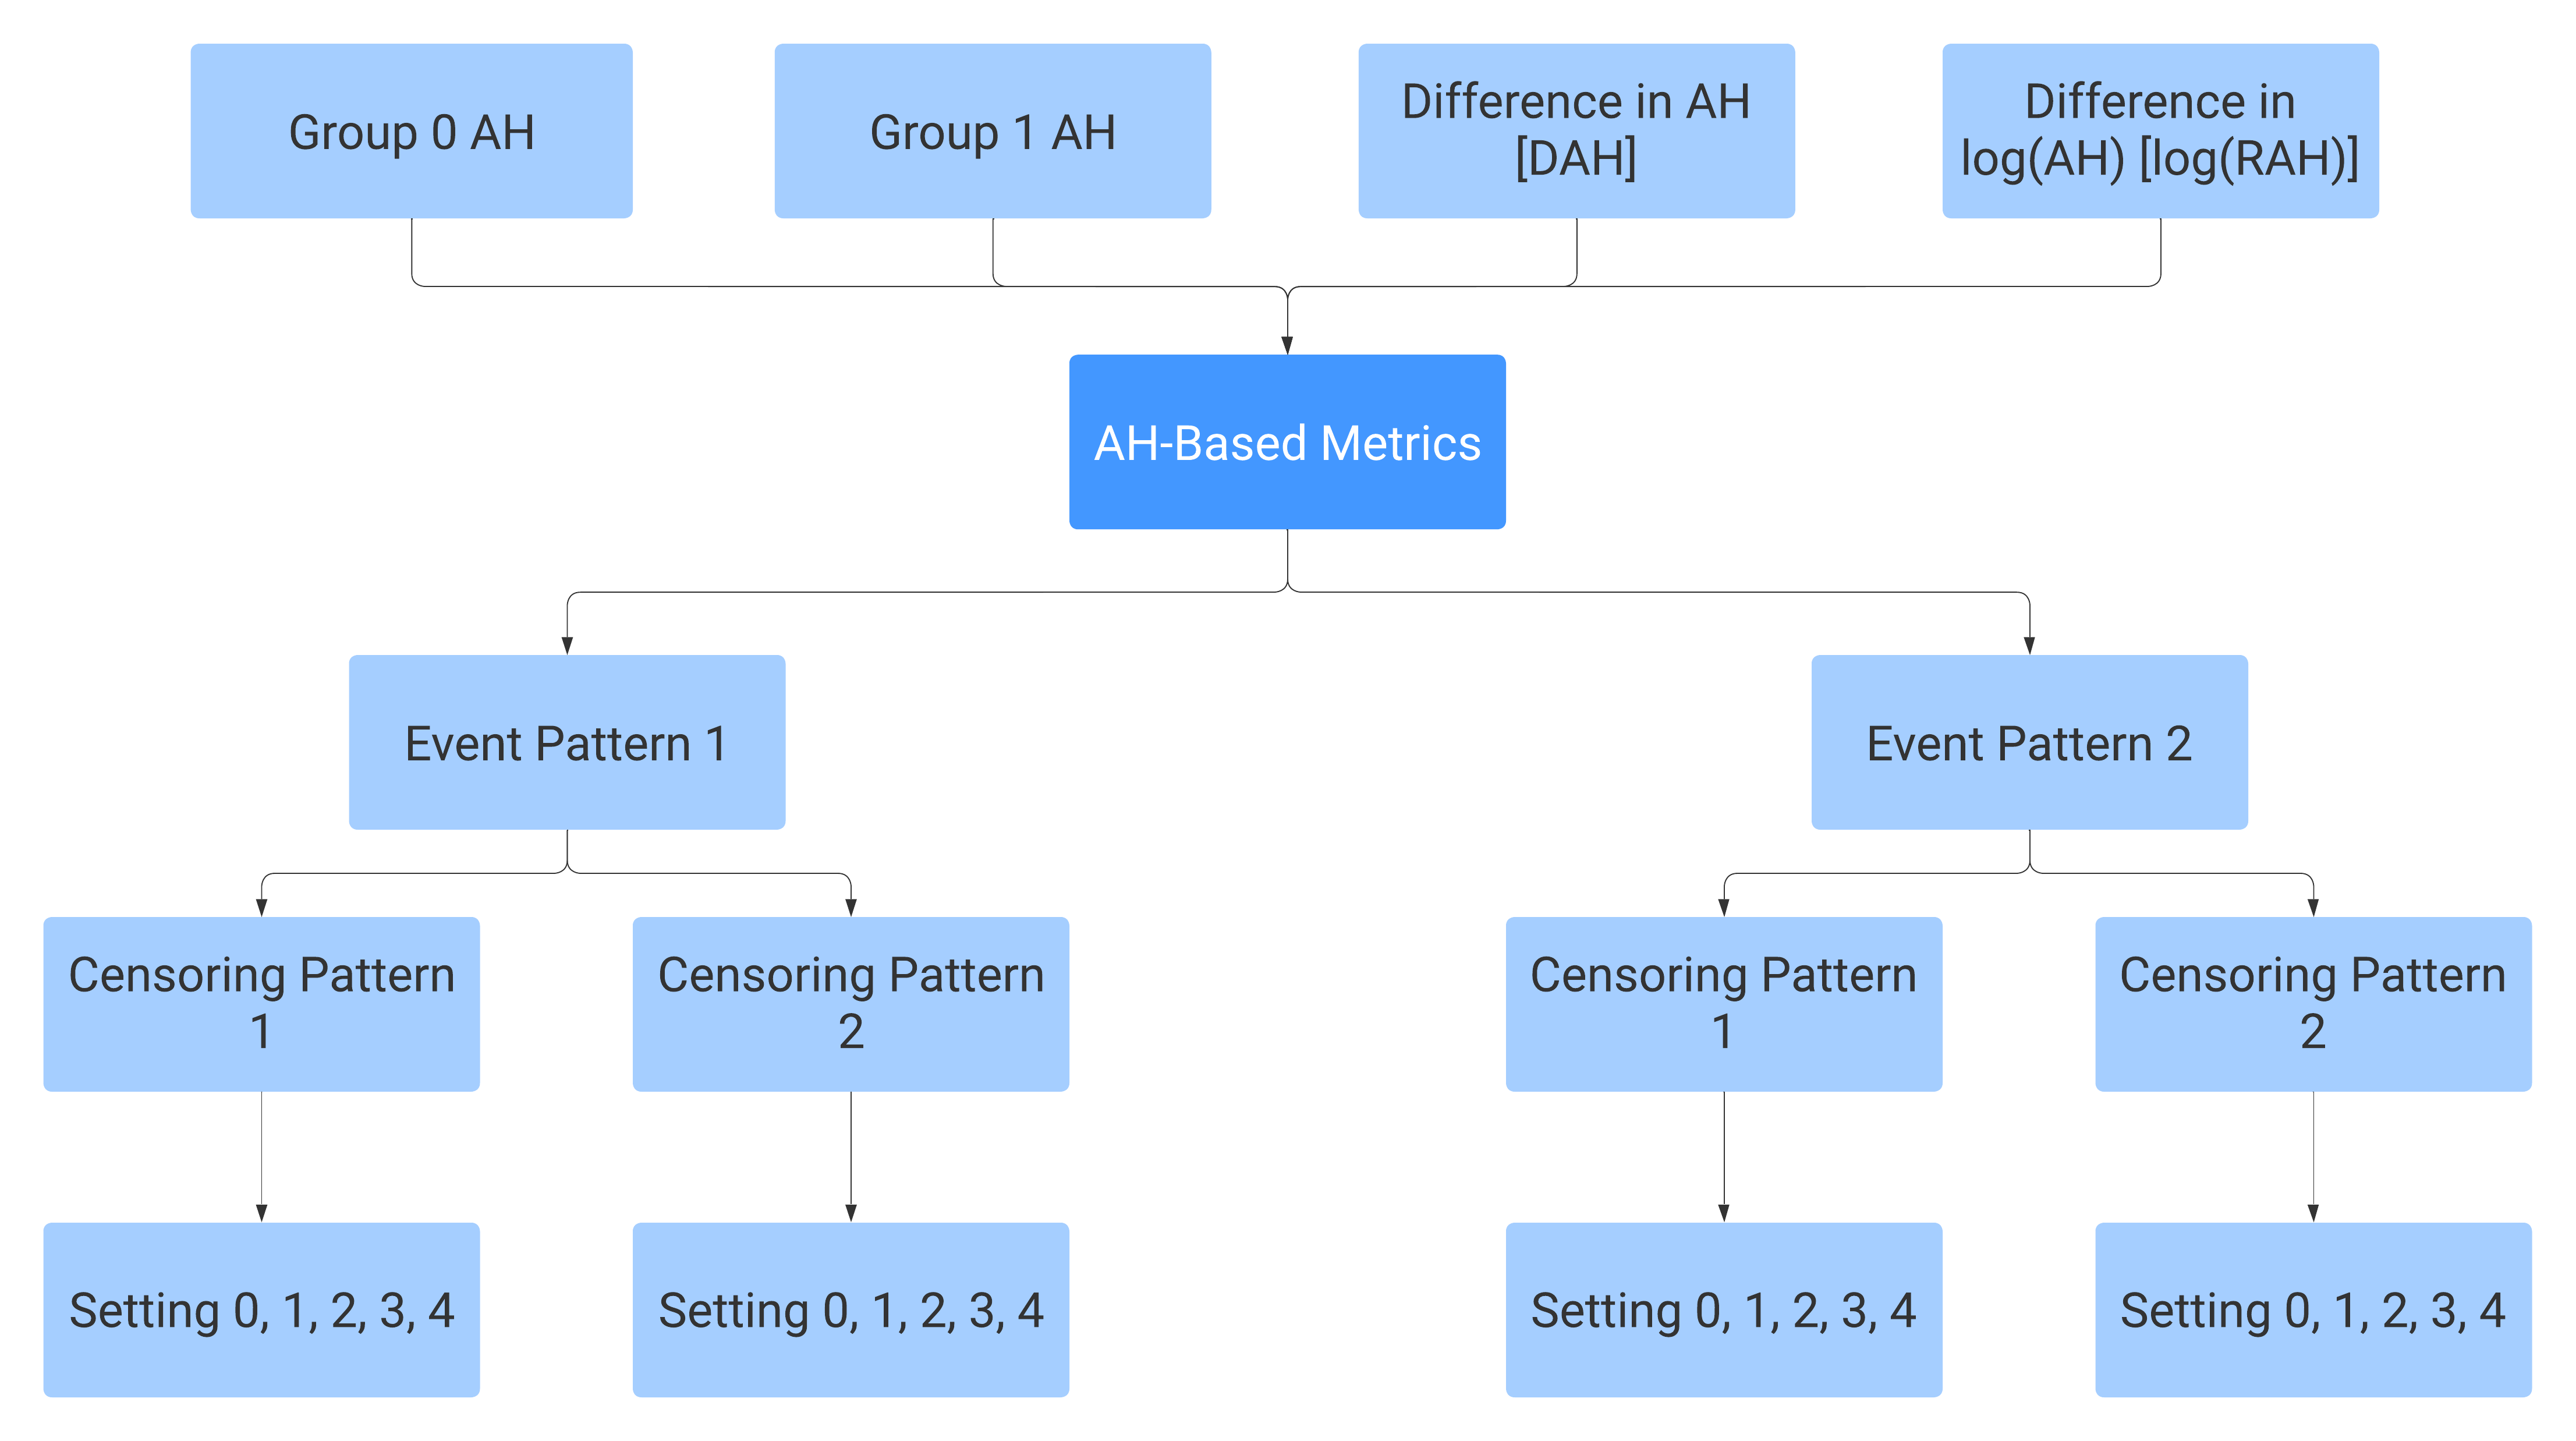 Group 0 AH
Group 1 AH
Difference in AH
[DAH]
Difference in
log(AH) [log(RAH)]
AH-Based Metrics
Event Pattern 1
Event Pattern 2
Censoring Pattern
1
Censoring Pattern
2
Censoring Pattern
1
Censoring Pattern
2
Setting 0, 1, 2, 3, 4
Setting 0, 1, 2, 3, 4
Setting 0, 1, 2, 3, 4
Setting 0, 1, 2, 3, 4